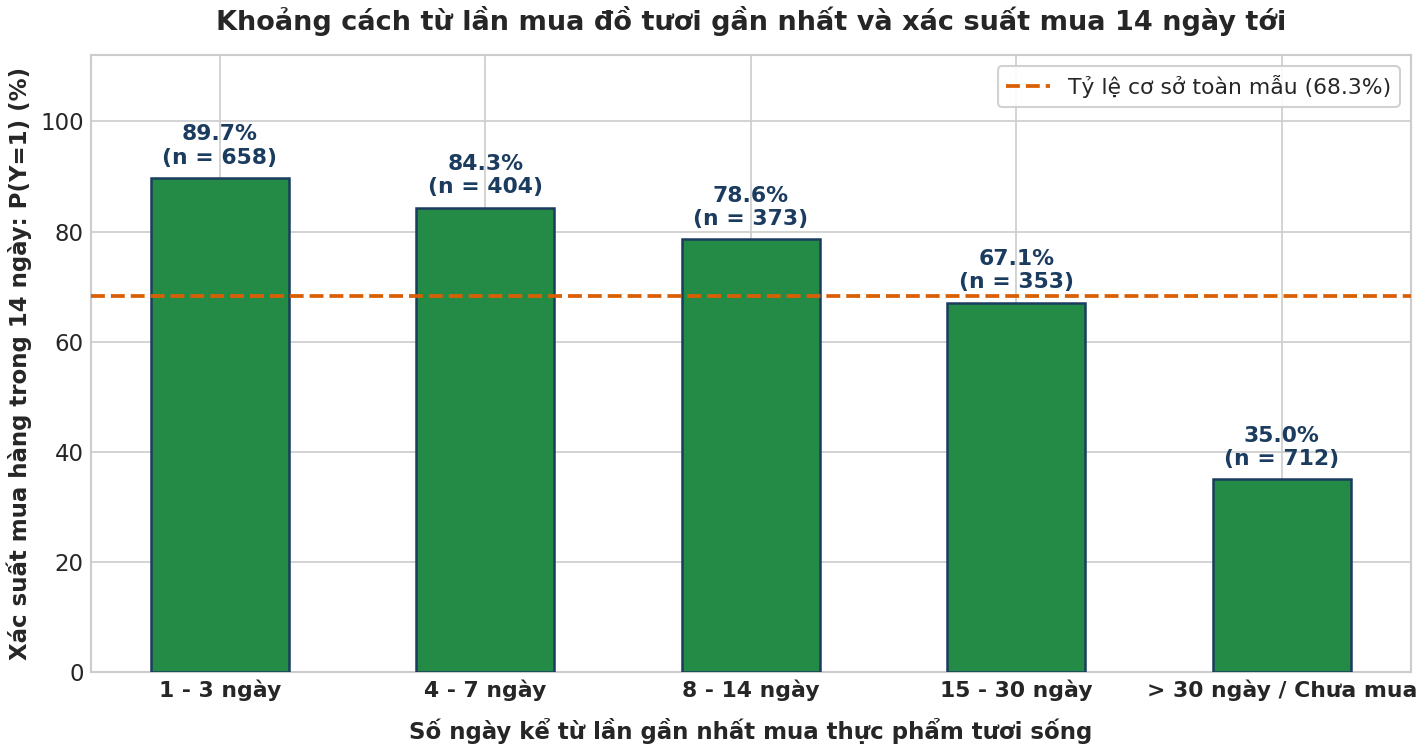 Khoảng cách từ lần mua đồ tươi gần nhất và xác suất mua 14 ngày tới
Xác suất mua hàng trong 14 ngày: P(Y=1) (%)
Tỷ lệ cơ sở toàn mẫu (68.3%)
100
80
60
40
20
0
89.7%
(n = 658)
84.3%
(n = 404)
78.6%
(n = 373)
67.1%
(n = 353)
35.0%
(n = 712)
1 - 3 ngày
4 - 7 ngày
8 - 14 ngày
15 - 30 ngày
> 30 ngày / Chưa mua
Số ngày kể từ lần gần nhất mua thực phẩm tươi sống